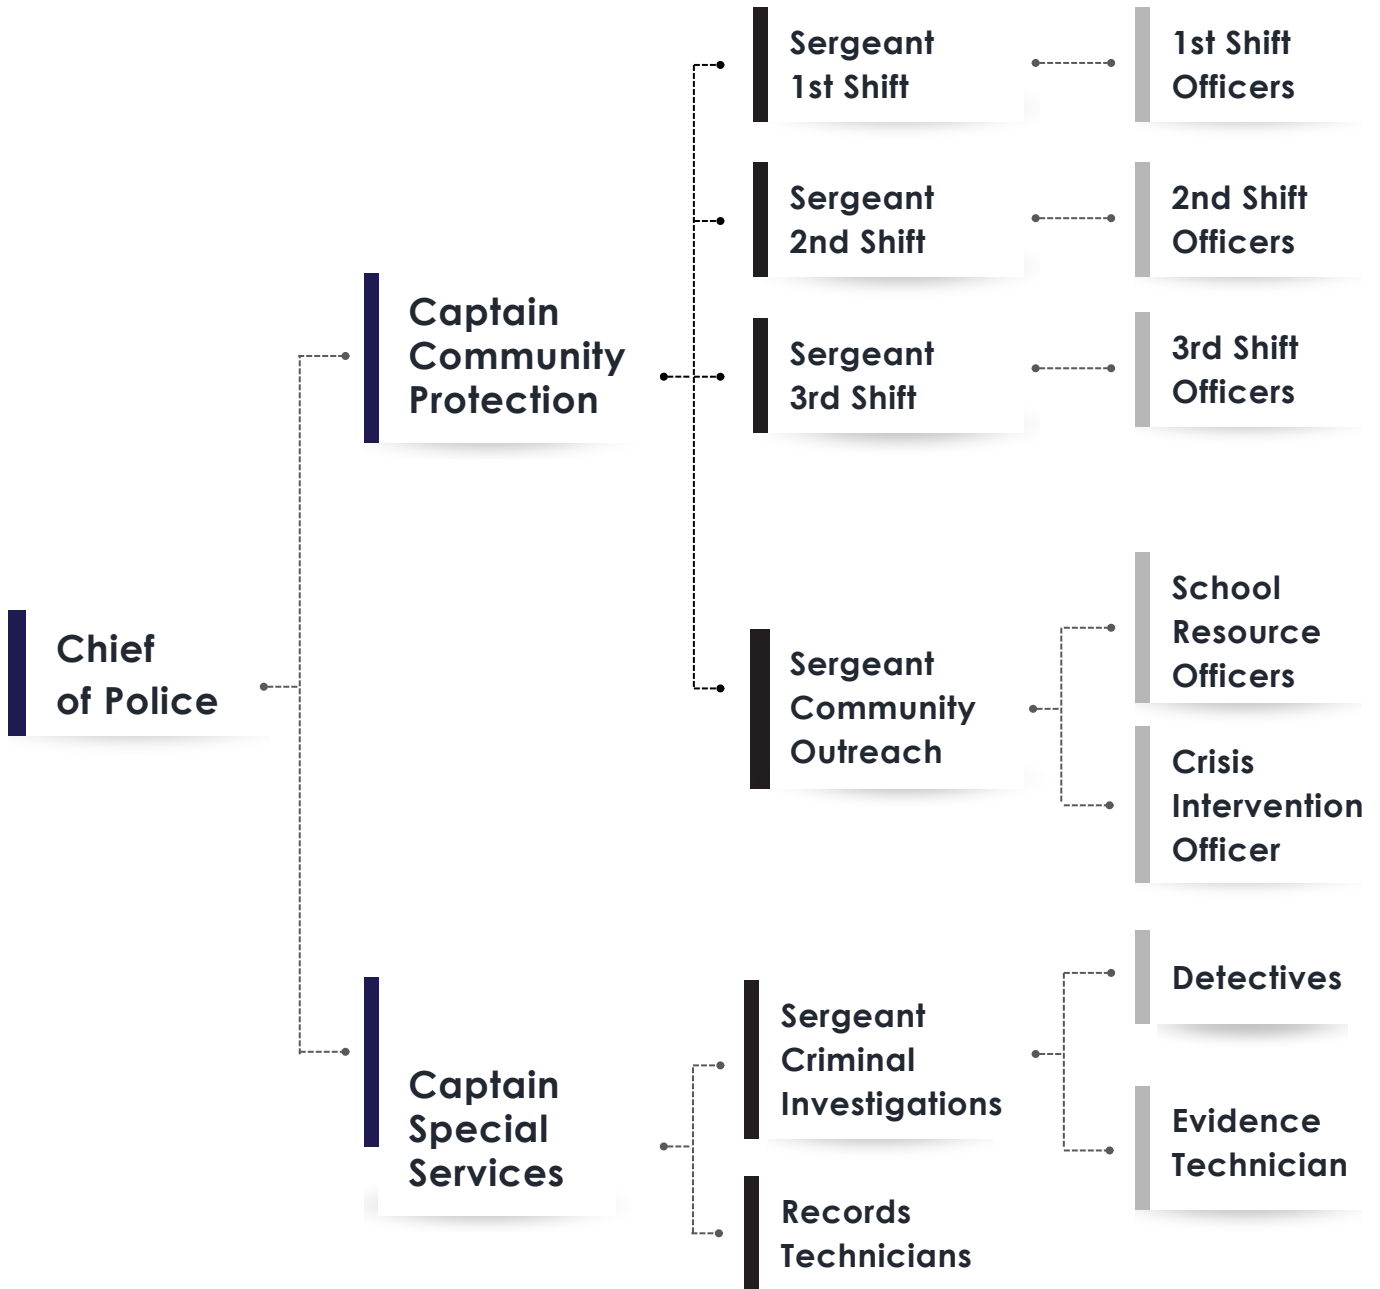 Chief
of Police
Captain
Community
Protection
Sergeant
1st Shift
1st Shift
Officers
Sergeant
2nd Shift
2nd Shift
Officers
Sergeant
3rd Shift
3rd Shift
Officers
Sergeant
Community
Outreach
School
Resource
Officers
Crisis
Intervention
Officer
Captain
Special
Services
Sergeant
Criminal
Investigations
Detectives
Evidence
Technician
Records
Technicians